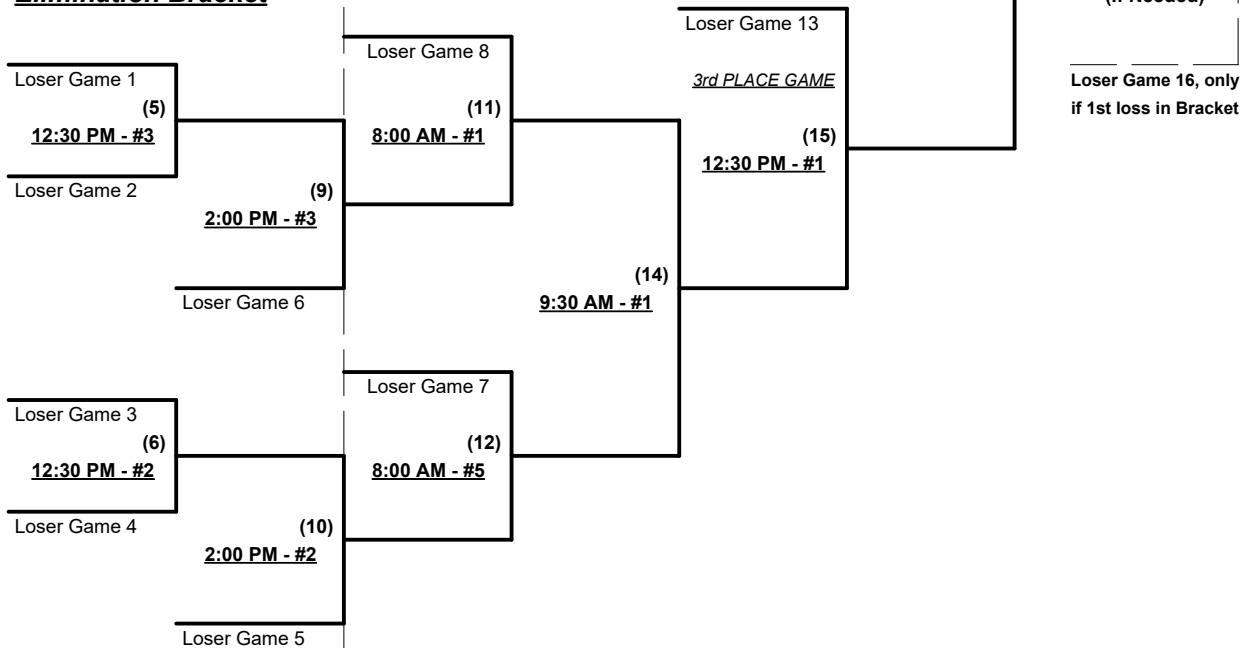 Elimination Bracket
(If Needed)
Loser Game 13
Loser Game 8
Loser Game 1
3rd PLACE GAME
Loser Game 16, only
if 1st loss in Bracket
(5)
12:30 PM - #3
(11)
8:00 AM - #1
(15)
12:30 PM - #1
Loser Game 2
(9)
2:00 PM - #3
(14)
9:30 AM - #1
Loser Game 6
Loser Game 7
Loser Game 3
(6)
12:30 PM - #2
(12)
8:00 AM - #5
Loser Game 4
(10)
2:00 PM - #2
Loser Game 5